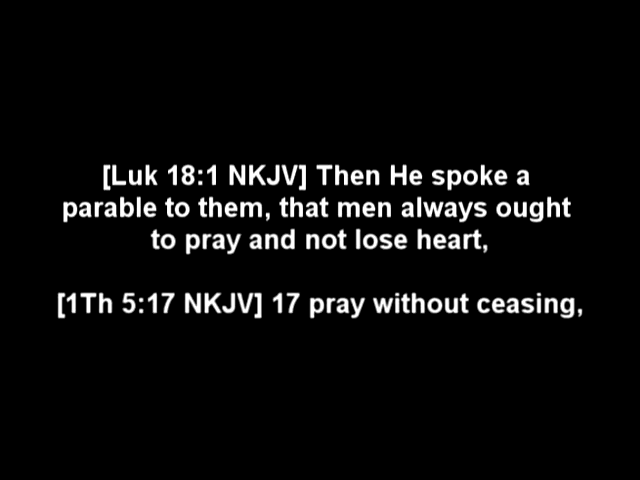 [Luk 18:1 NKJV] Then He spoke a
parable to them, that men always ought
to pray and not lose heart,
[1Th 5:17 NKJV] 17 pray without ceasing,